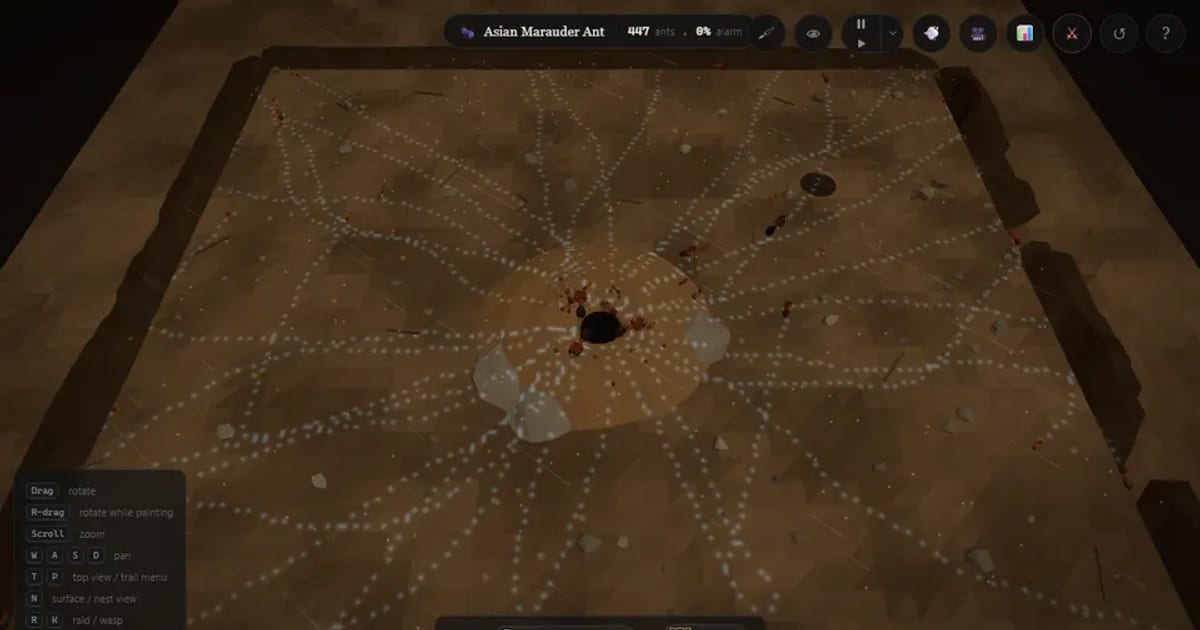 Asian Marauder Ant 447 ants . 0% alarm ?
Drag rotate
R-drag rotate while painting
Scroll zoom
W A S D pan
T P top view / trail menu
N surface / nest view
R K raid / wasp